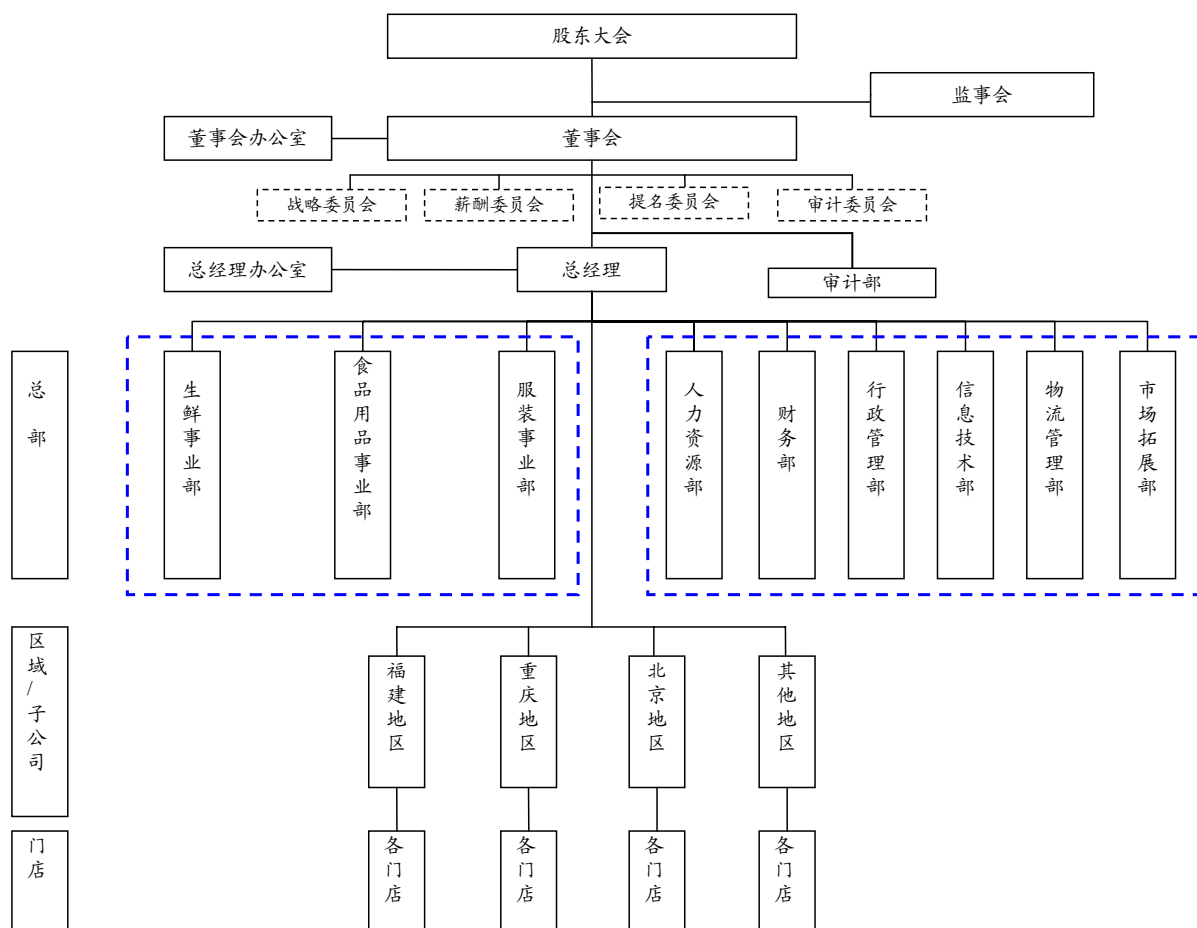 股东大会
监事会
董事会办公室
董事会
战略委员会
薪酬委员会
提名委员会
审计委员会
总经理办公室
总经理
审计部
总部
生鲜事业部
食品用品事业部
服装事业部
人力资源部
财务部
行政管理部
信息技术部
物流管理部
市场拓展部
区域/子公司
福建地区
重庆地区
北京地区
其他地区
门店
各门店
各门店
各门店
各门店